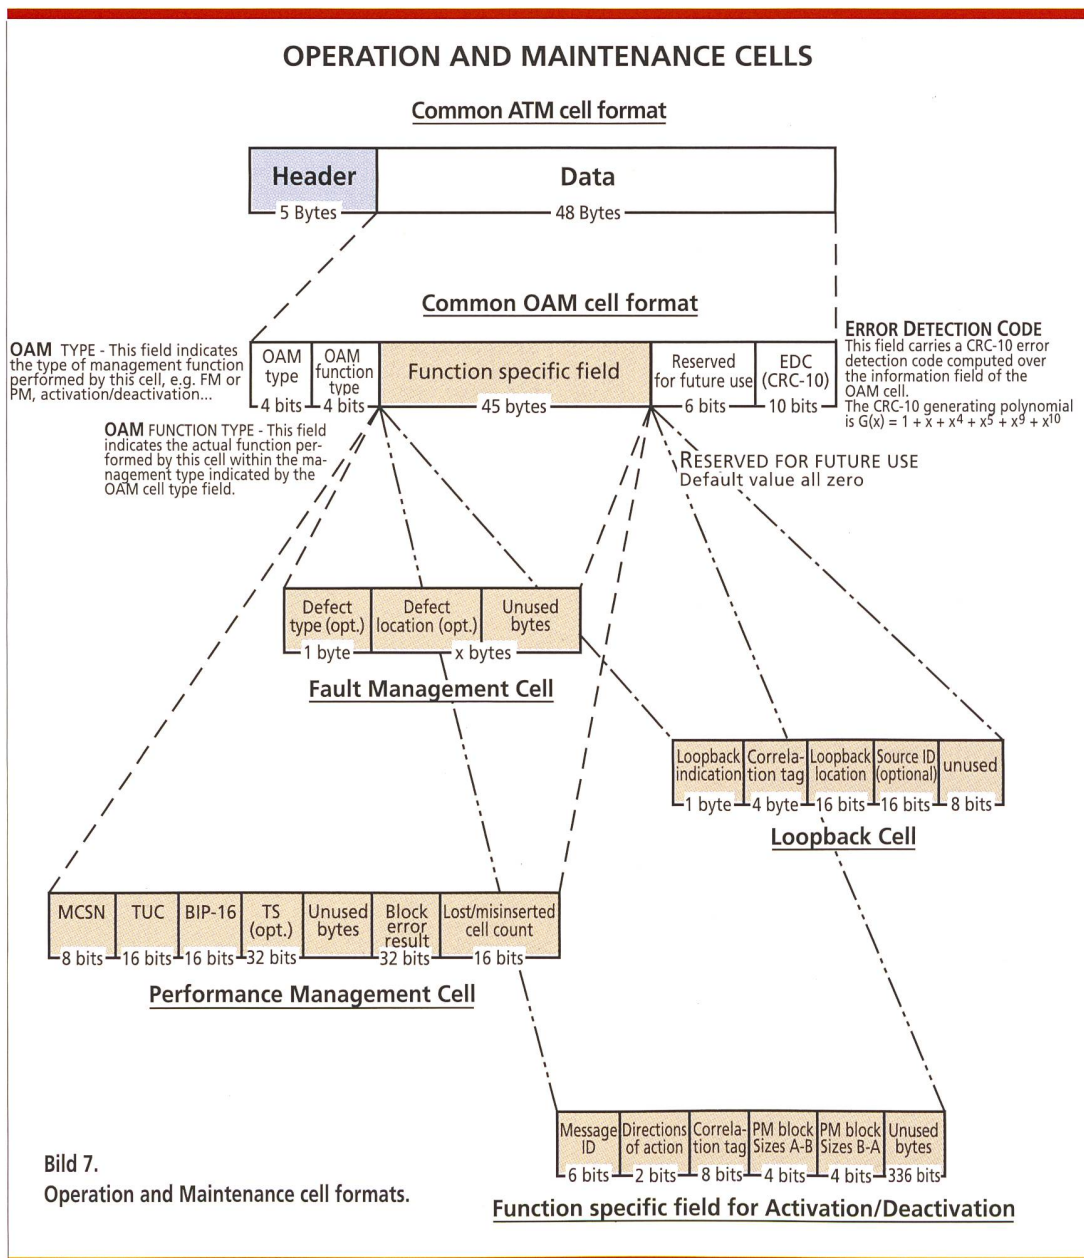 OPERATION AND MAINTENANCE CELLS
Common ATM cell format
Header
Data
5 Bytes
48 Bytes
Common OAM cell format
OAM TYPE - This field indicates
the type of management function
performed by this cell, e.g. FM or
PM, activation/deactivation...
OAM
type
4 bits
OAM
function
type
4 bits
Function specific field
45 bytes
Reserved
for future use
6 bits
EDC
(CRC-10)
10 bits
ERROR DETECTION CODE
This field carries a CRC-10 error
detection code computed over
the information field of the
OAM cell.
The CRC-10 generating polynomial
is G(x) = 1 + x + x⁴ + x⁵ + x⁹ + x¹⁰
OAM FUNCTION TYPE - This field
indicates the actual function per-
formed by this cell within the ma-
nagement type indicated by the
OAM cell type field.
RESERVED FOR FUTURE USE
Default value all zero
Defect
type (opt.)
1 byte
Defect
location (opt.)
Unused
bytes
x bytes
Fault Management Cell
Loopback
indication
1 byte
Correla-
tion tag
4 byte
Loopback
location
16 bits
Source ID
(optional)
16 bits
unused
8 bits
Loopback Cell
MCSN
8 bits
TUC
16 bits
BIP-16
16 bits
TS
(opt.)
32 bits
Unused
bytes
Block
error
result
32 bits
Lost/misinserted
cell count
16 bits
Performance Management Cell
Message
ID
6 bits
Directions
of action
2 bits
Correla-
tion tag
8 bits
PM block
Sizes A-B
4 bits
PM block
Sizes B-A
4 bits
Unused
bytes
336 bits
Function specific field for Activation/Deactivation
Bild 7.
Operation and Maintenance cell formats.